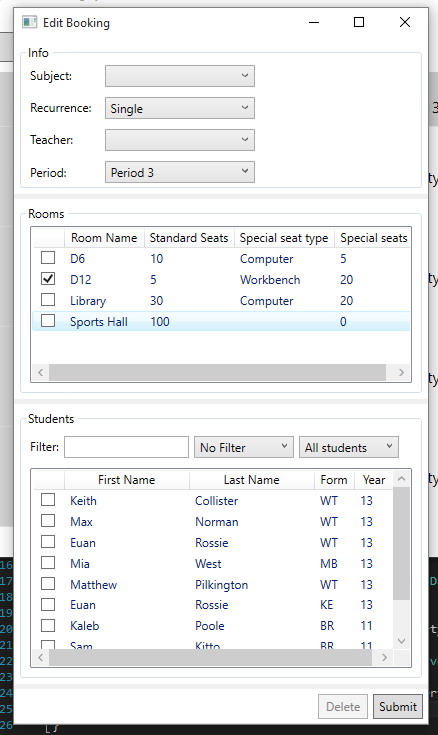 Edit Booking
Info
Subject:
Recurrence: Single
Teacher:
Period: Period 3
3
ty
Rooms
Room Name Standard Seats Special seat type Special seats
D6 10 Computer 5
D12 5 Workbench 20
ty
Library 30 Computer 20
Sports Hall 100 0
ty
Students
Filter: No Filter All students
First Name Last Name Form Year
ty
Keith Collister WT 13
Max Norman WT 13
Euan Rossie WT 13
Mia West MB 13
16
Matthew Pilkington WT 13
17 D
18
Euan Rossie KE 13
19
Kaleb Poole BR 11
20 ty
21
Sam Kitto BR 11
22 v
23
24 r
25
Delete Submit
26 [}